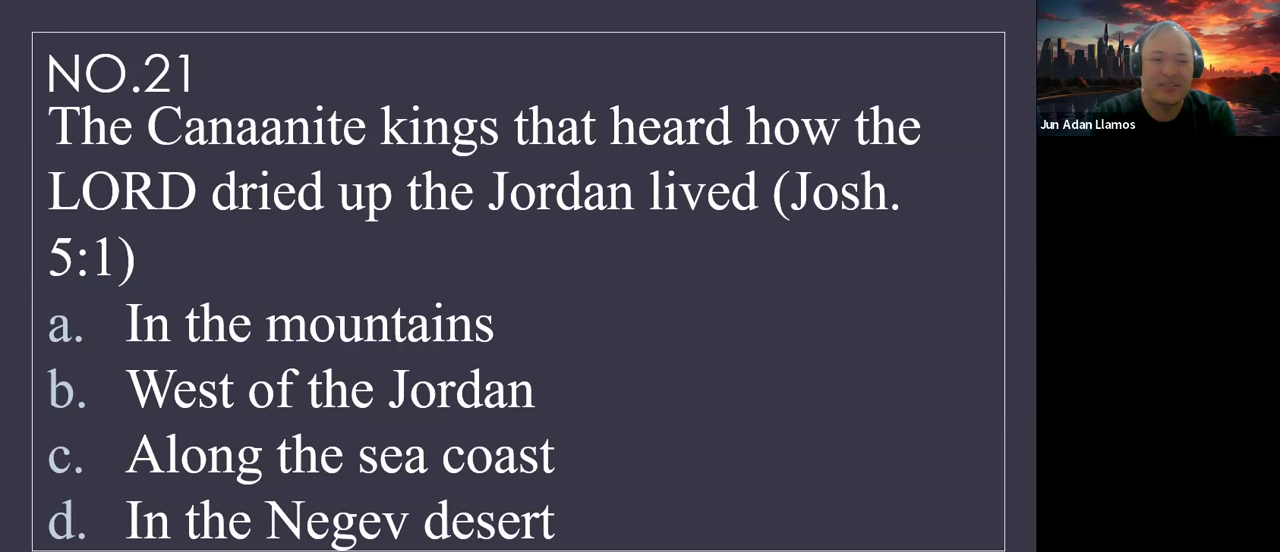 NO.21
The Canaanite kings that heard how the
LORD dried up the Jordan lived (Josh.
5:1)
a. In the mountains
b. West of the Jordan
c. Along the sea coast
d. In the Negev desert
Jun Adan Llamos